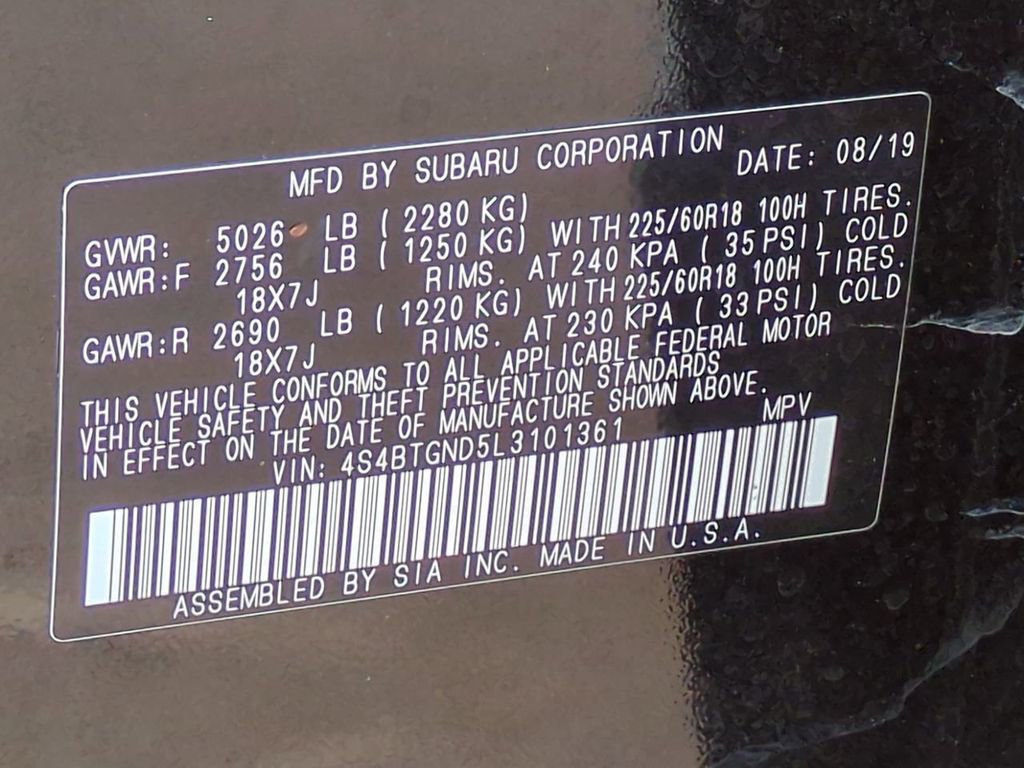 MFD BY SUBARU CORPORATION DATE: 08/19
GVWR: 5026 LB ( 2280 KG)
GAWR:F 2756 LB ( 1250 KG) WITH 225/60R18 100H TIRES.
18X7J RIMS. AT 240 KPA ( 35 PSI) COLD
GAWR:R 2690 LB ( 1220 KG) WITH 225/60R18 100H TIRES.
18X7J RIMS. AT 230 KPA ( 33 PSI) COLD
THIS VEHICLE CONFORMS TO ALL APPLICABLE FEDERAL MOTOR
VEHICLE SAFETY AND THEFT PREVENTION STANDARDS
IN EFFECT ON THE DATE OF MANUFACTURE SHOWN ABOVE.
VIN: 4S4BTGND5L3101361 MPV
ASSEMBLED BY SIA INC. MADE IN U.S.A.